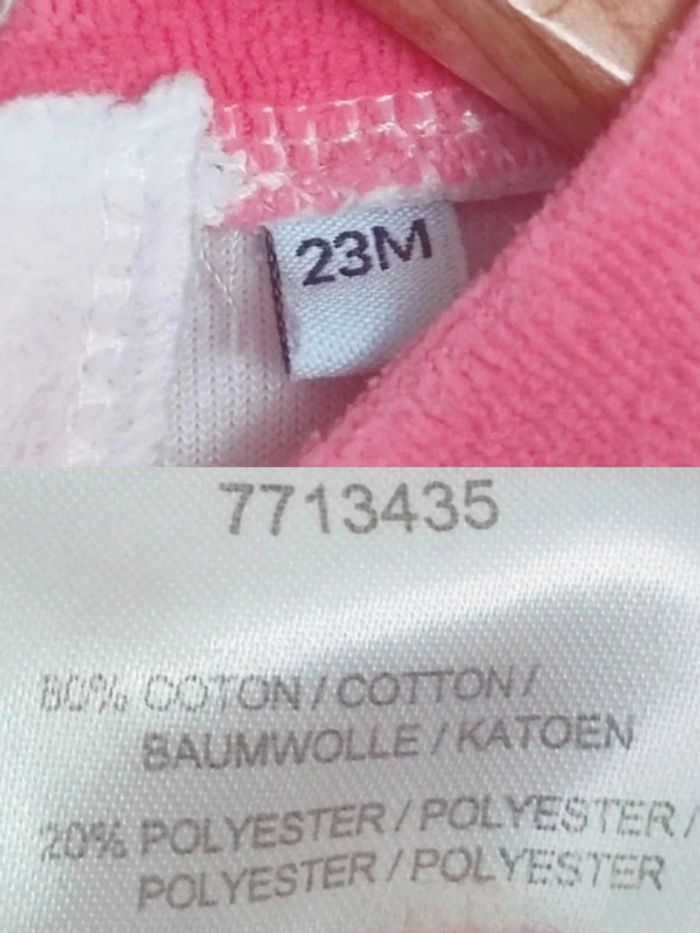 23M
7713435
80% COTON / COTTON /
BAUMWOLLE / KATOEN
20% POLYESTER / POLYESTER /
POLYESTER / POLYESTER